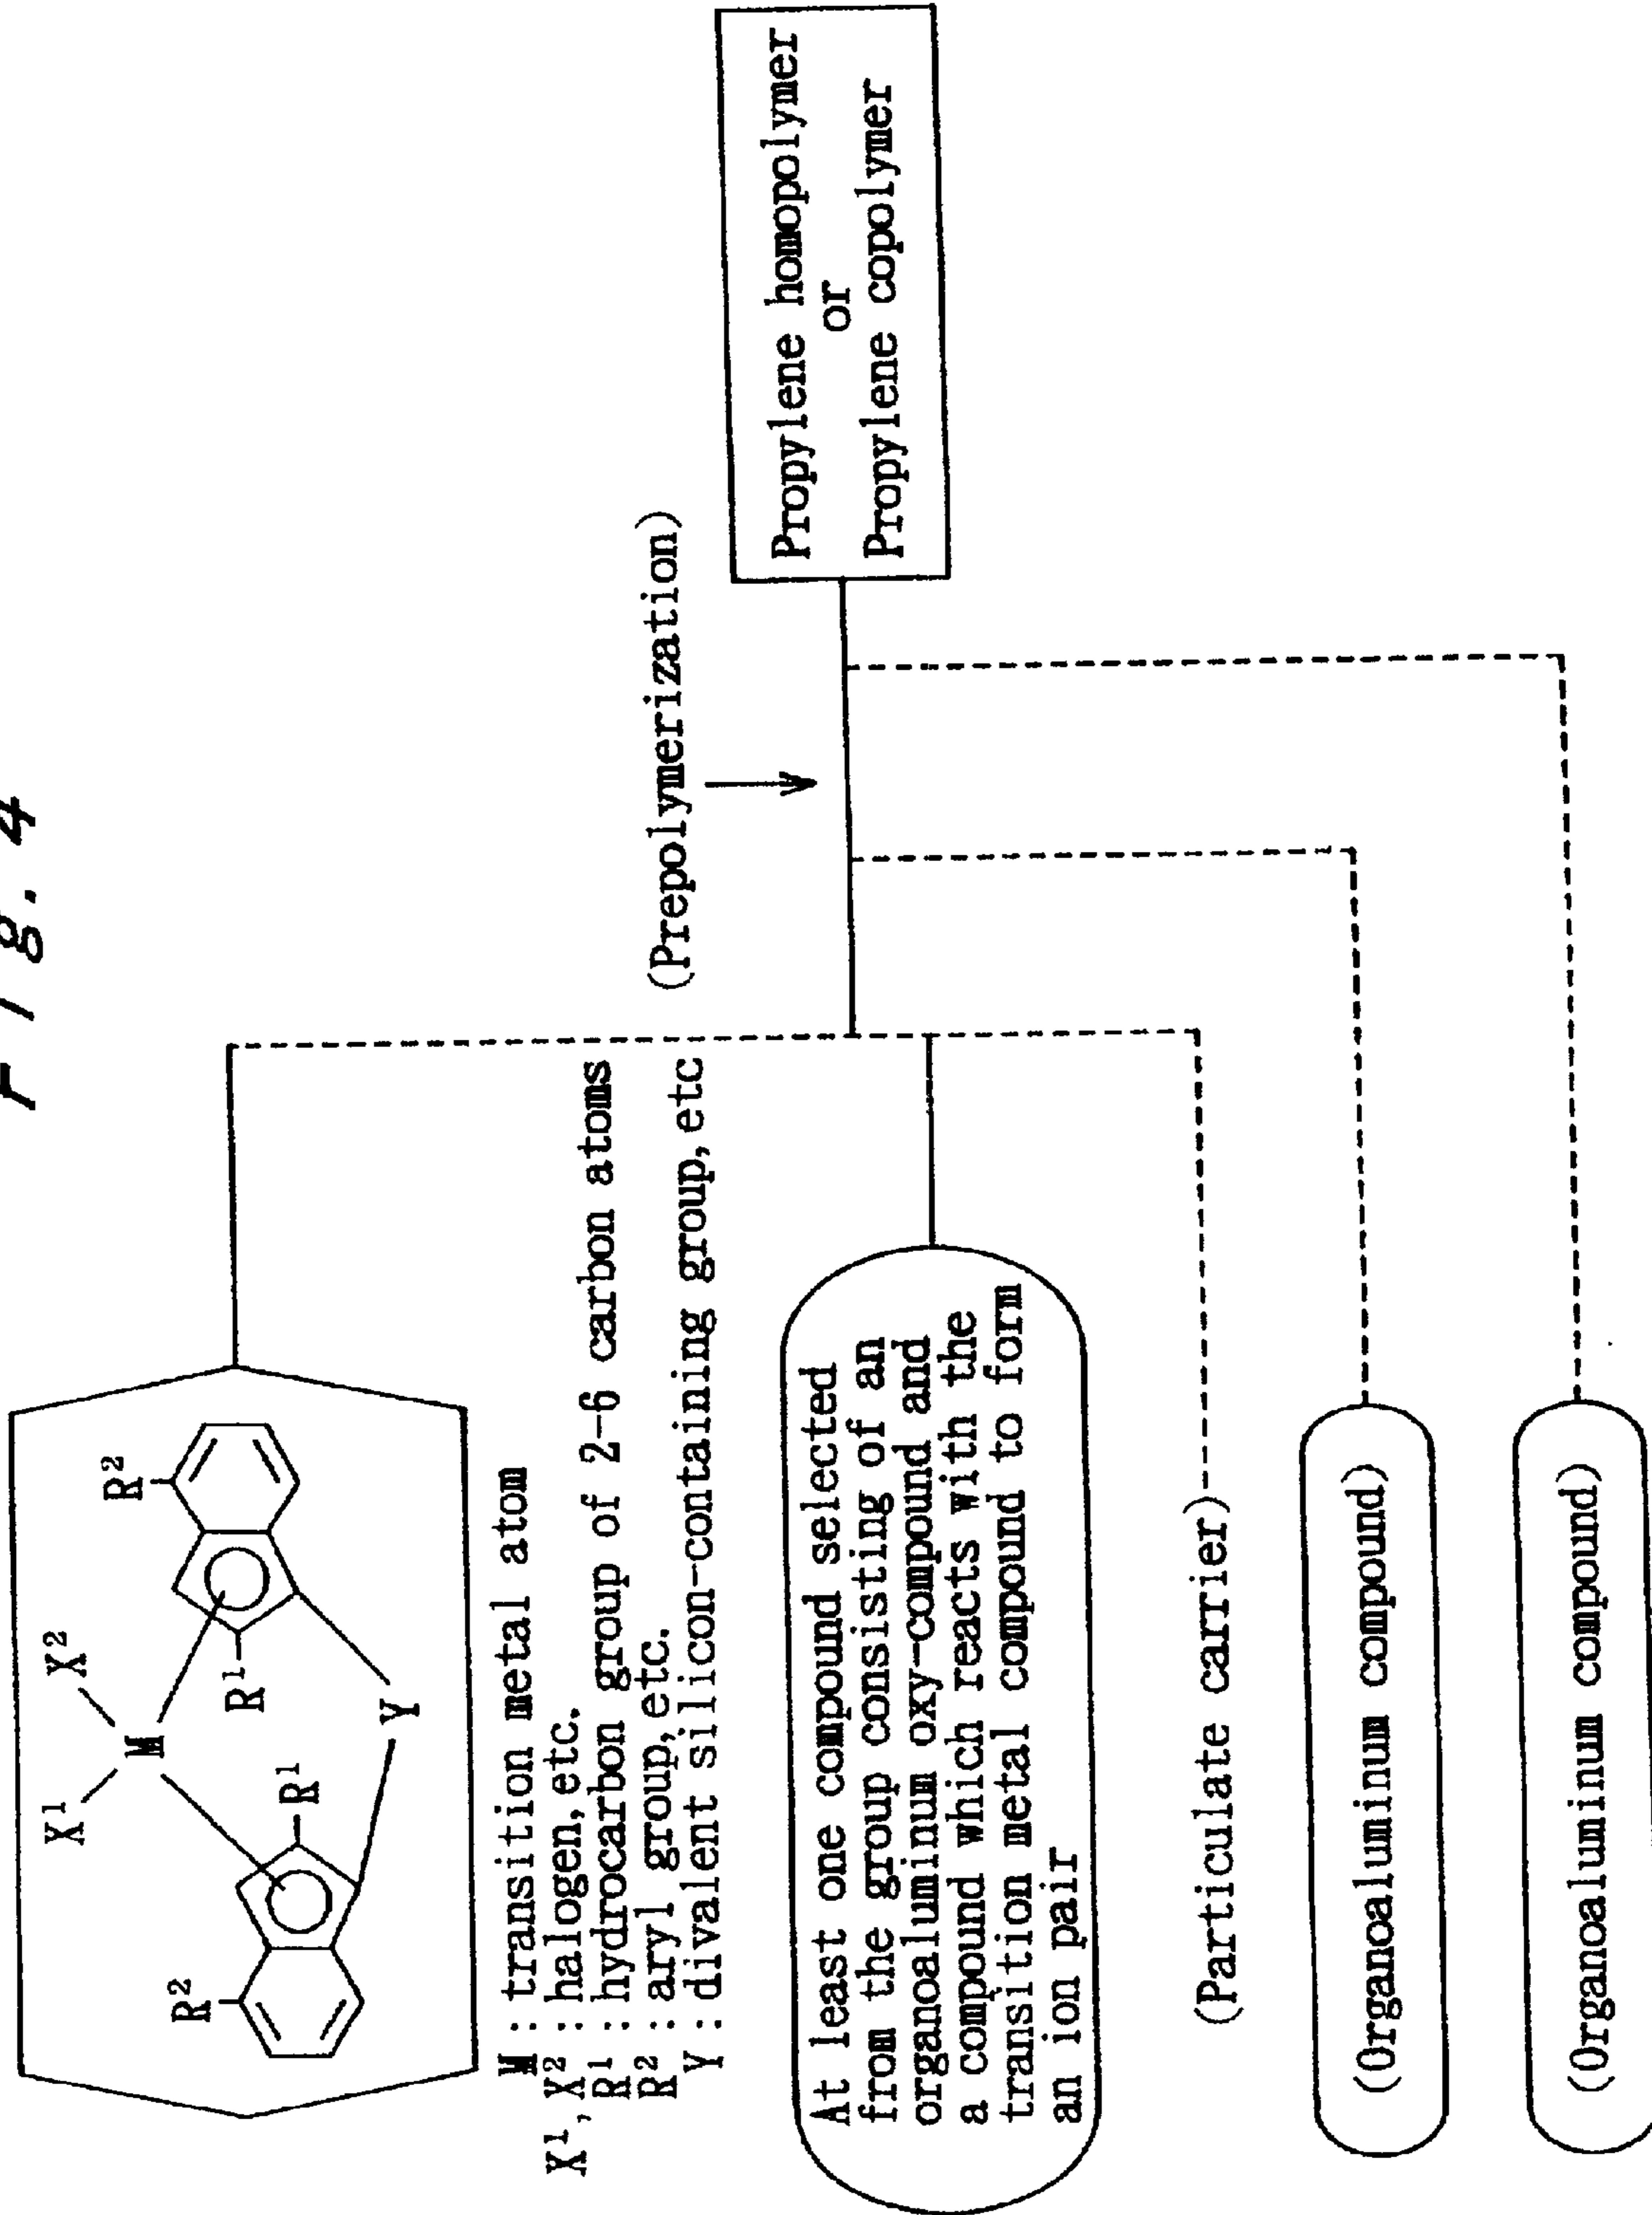 Fig. 4
X¹
X²
M
R²
R²
R¹
R¹
Y
M : transition metal atom
X¹, X² : halogen, etc.
R¹ : hydrocarbon group of 2-6 carbon atoms
R² : aryl group, etc.
Y : divalent silicon-containing group, etc
At least one compound selected
from the group consisting of an
organoaluminum oxy-compound and
a compound which reacts with the
transition metal compound to form
an ion pair
(Particulate carrier)
(Organoaluminum compound)
(Organoaluminum compound)
(Prepolymerization)
Propylene homopolymer
or
Propylene copolymer